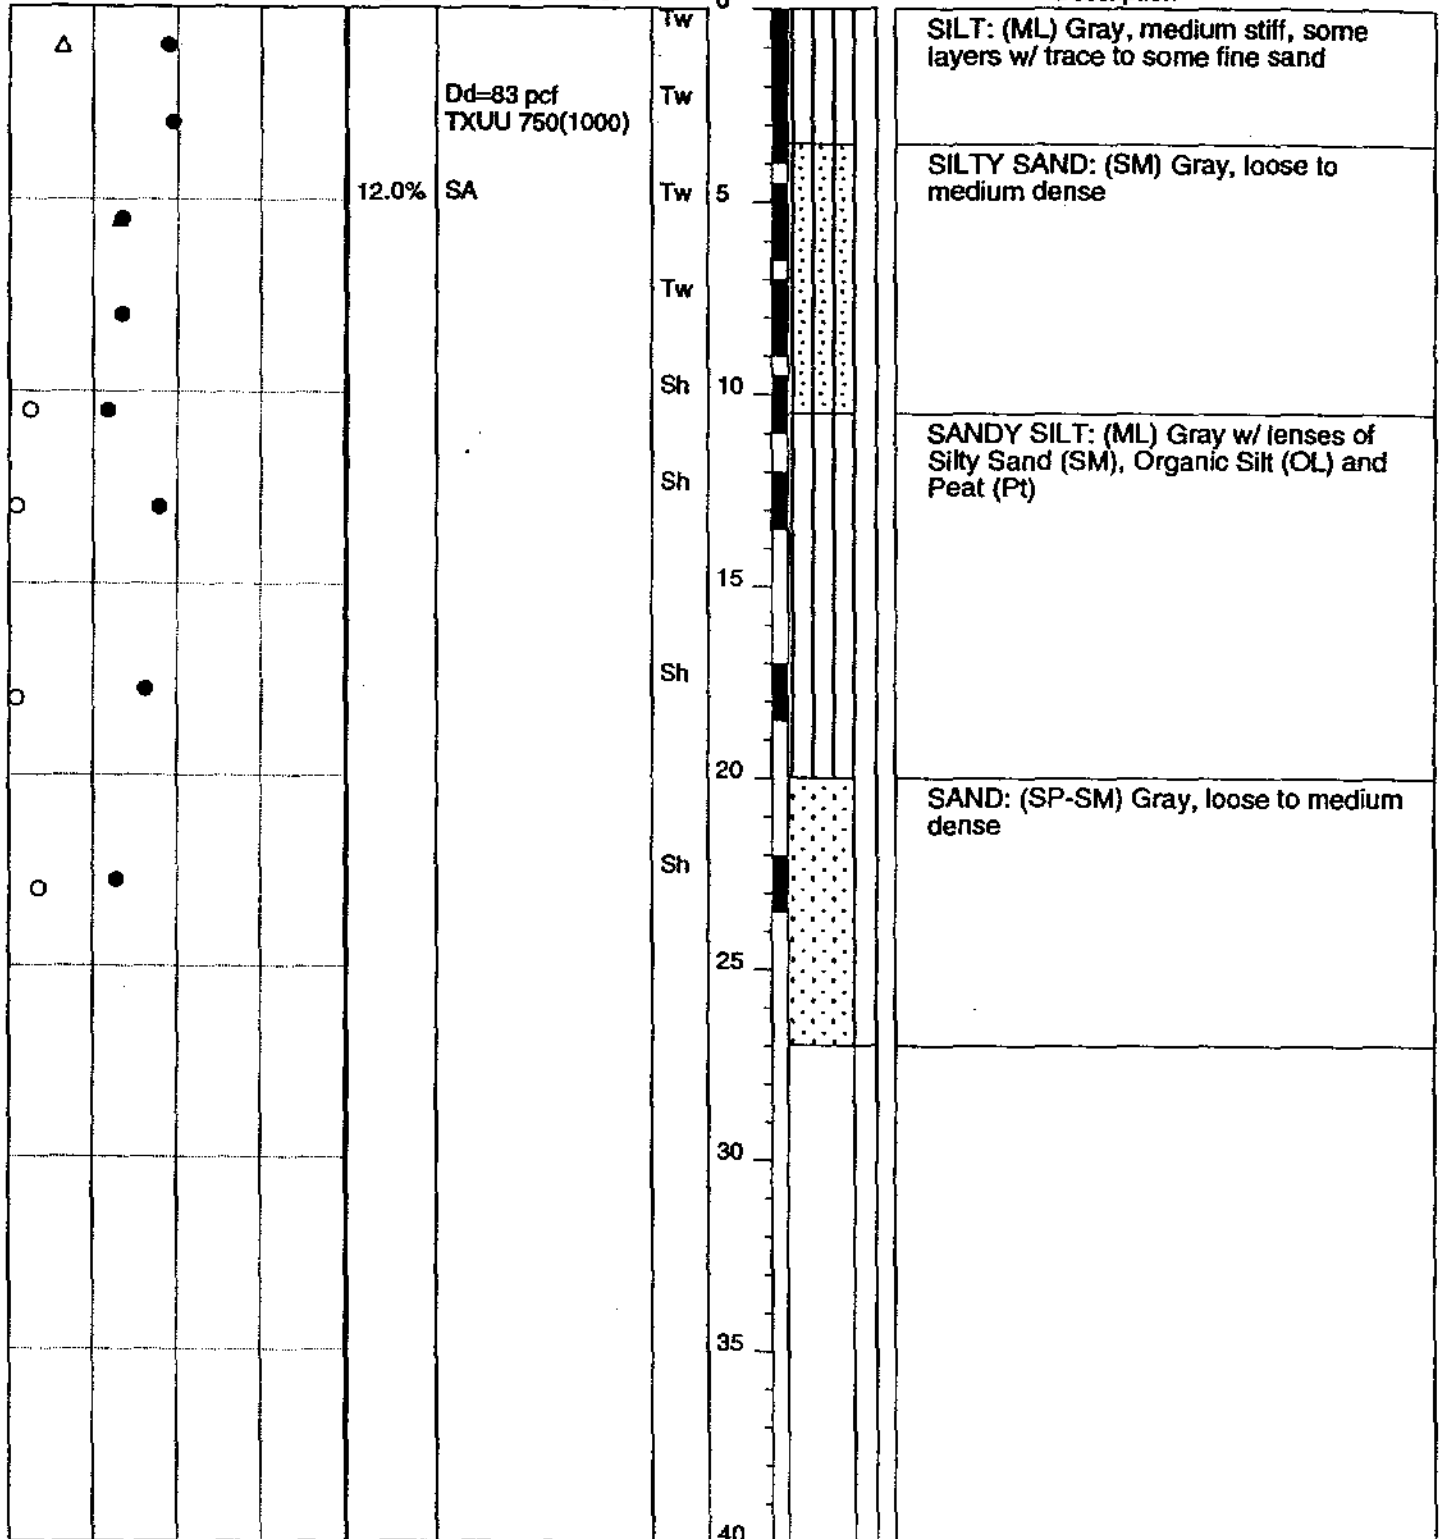 Tw
0
SILT: (ML) Gray, medium stiff, some
layers w/ trace to some fine sand
Dd=83 pcf
TXUU 750(1000)
Tw
SILTY SAND: (SM) Gray, loose to
medium dense
12.0%
SA
Tw
5
Tw
Sh
10
SANDY SILT: (ML) Gray w/ lenses of
Silty Sand (SM), Organic Silt (OL) and
Peat (Pt)
Sh
15
Sh
20
SAND: (SP-SM) Gray, loose to medium
dense
Sh
25
30
35
40